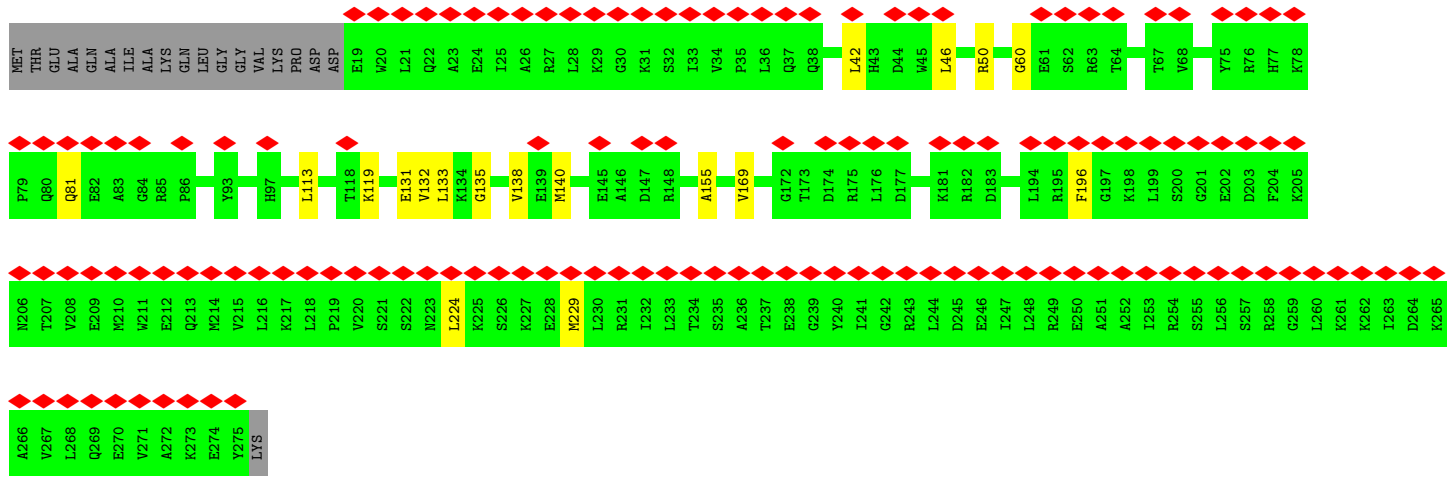 MET THR GLU ALA GLN ALA ILE ALA LYS GLN LEU GLY GLY VAL LYS PRO ASP ASP E19 W20 L21 Q22 A23 E24 I25 A26 R27 L28 K29 G30 K31 S32 I33 V34 P35 L36 Q37 Q38 L42 H43 D44 W45 L46 R50 G60 E61 S62 R63 T64 T67 V68 Y75 R76 H77 K78
P79 Q80 Q81 E82 A83 G84 R85 P86 Y93 H97 L113 T118 K119 E131 V132 L133 K134 G135 V138 E139 M140 E145 A146 D147 R148 A155 V169 G172 T173 D174 R175 L176 D177 K181 R182 D183 L194 R195 F196 G197 K198 L199 S200 G201 E202 D203 F204 K205
N206 T207 V208 E209 M210 W211 E212 Q213 M214 V215 L216 K217 L218 P219 V220 S221 S222 N223 L224 K225 S226 K227 E228 M229 L230 R231 I232 L233 T234 S235 A236 T237 E238 G239 Y240 I241 G242 R243 L244 D245 E246 I247 L248 R249 E250 A251 A252 I253 R254 S255 L256 S257 R258 G259 L260 K261 K262 I263 D264 K265
A266 V267 L268 Q269 E270 V271 A272 K273 E274 Y275 LYS